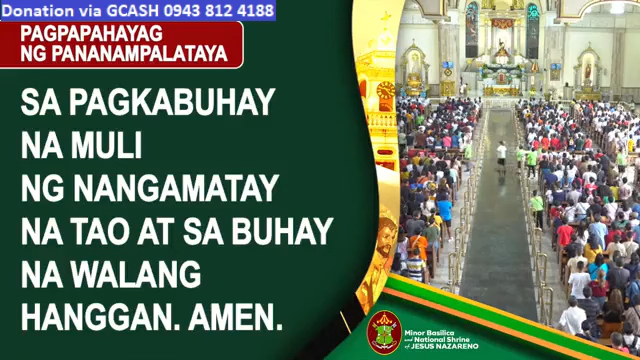 Donation via GCASH 0943 812 4188
PAGPAPAHAYAG
NG PANANAMPALATAYA
SA PAGKABUHAY
NA MULI
NG NANGAMATAY
NA TAO AT SA BUHAY
NA WALANG
HANGGAN. AMEN.
Minor Basilica
and National Shrine
of JESUS NAZARENO